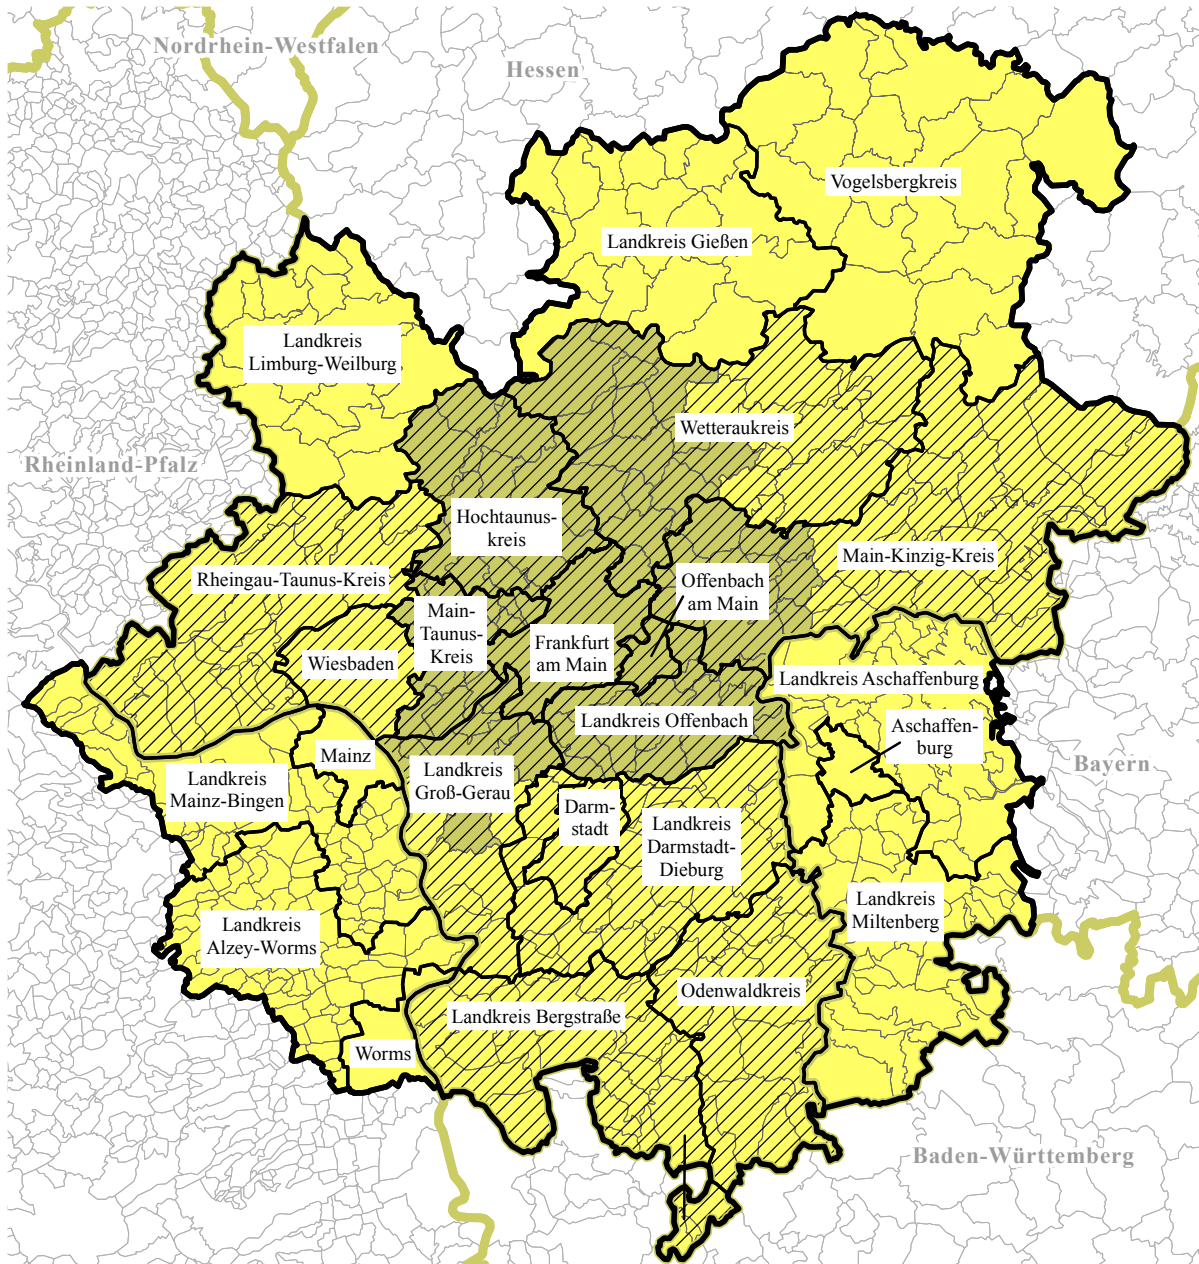 Nordrhein-Westfalen
Hessen
Vogelsbergkreis
Landkreis Gießen
Landkreis
Limburg-Weilburg
Wetteraukreis
Rheinland-Pfalz
Hochtaunus-
kreis
Main-Kinzig-Kreis
Rheingau-Taunus-Kreis
Offenbach
am Main
Main-
Taunus-
Kreis
Frankfurt
am Main
Wiesbaden
Landkreis Aschaffenburg
Landkreis Offenbach
Aschaffen-
burg
Mainz
Bayern
Landkreis
Mainz-Bingen
Landkreis
Groß-Gerau
Darm-
stadt
Landkreis
Darmstadt-
Dieburg
Landkreis
Miltenberg
Landkreis
Alzey-Worms
Odenwaldkreis
Landkreis Bergstraße
Worms
Baden-Württemberg